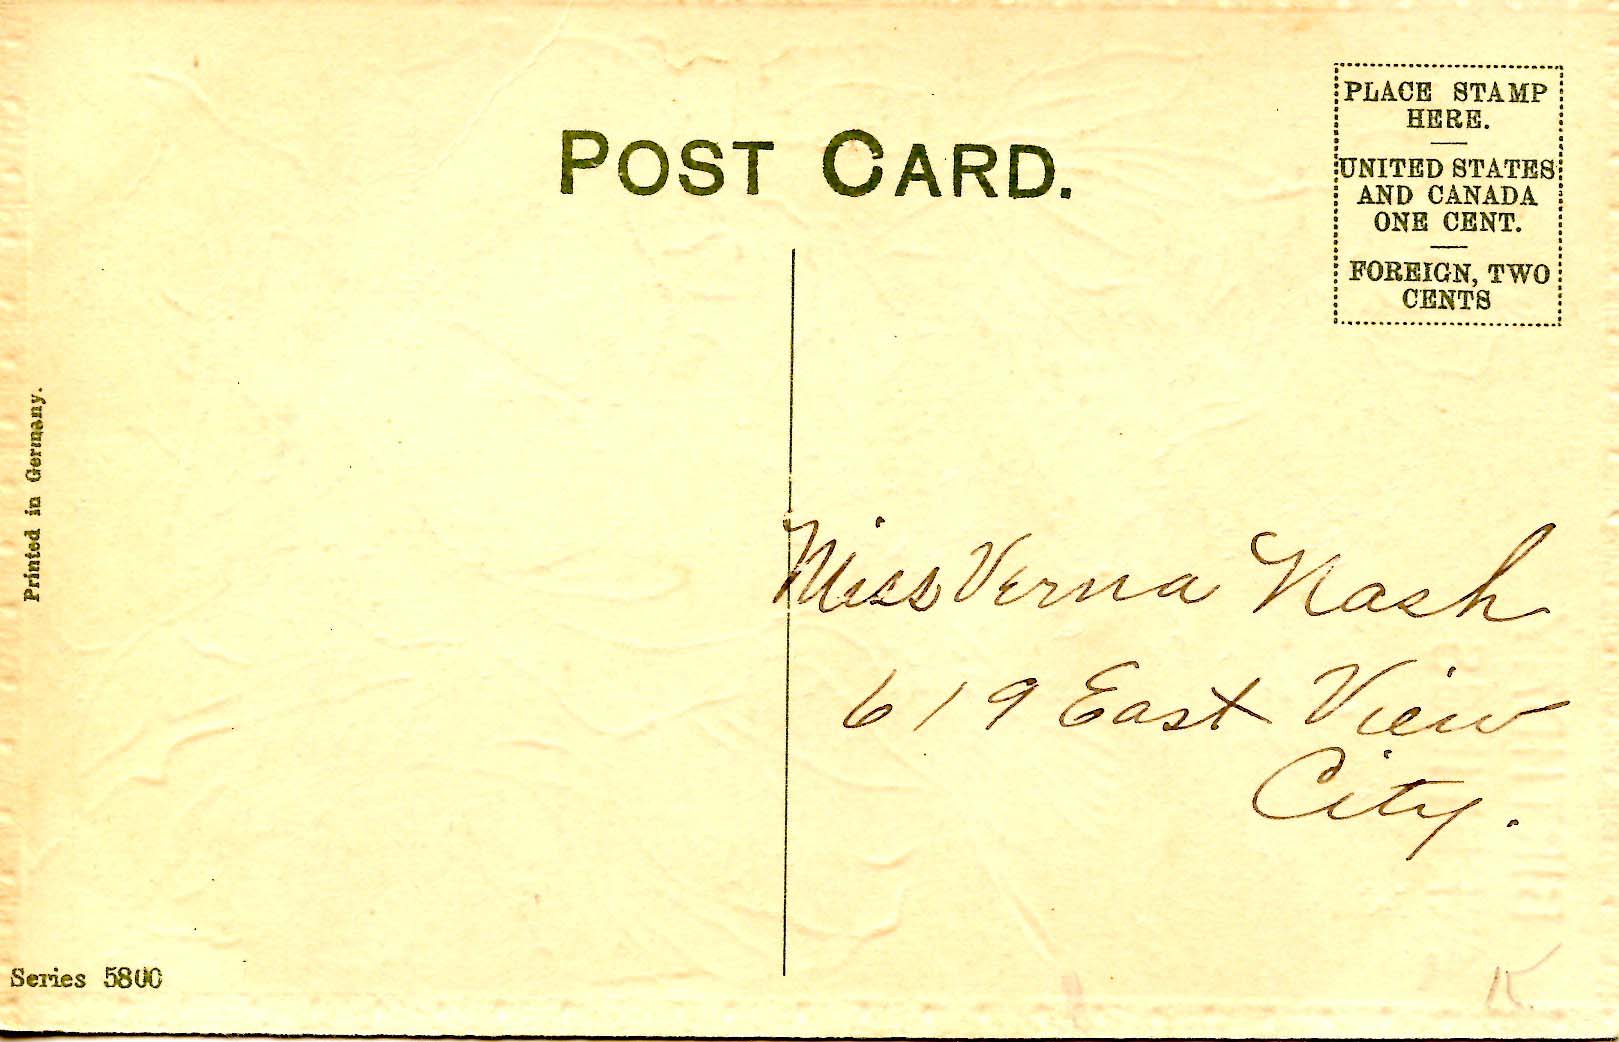 POST CARD.
PLACE STAMP
HERE.
UNITED STATES
AND CANADA
ONE CENT.
FOREIGN, TWO
CENTS
Printed in Germany.
Miss Verna Nash
619 East View
City.
Series 5800